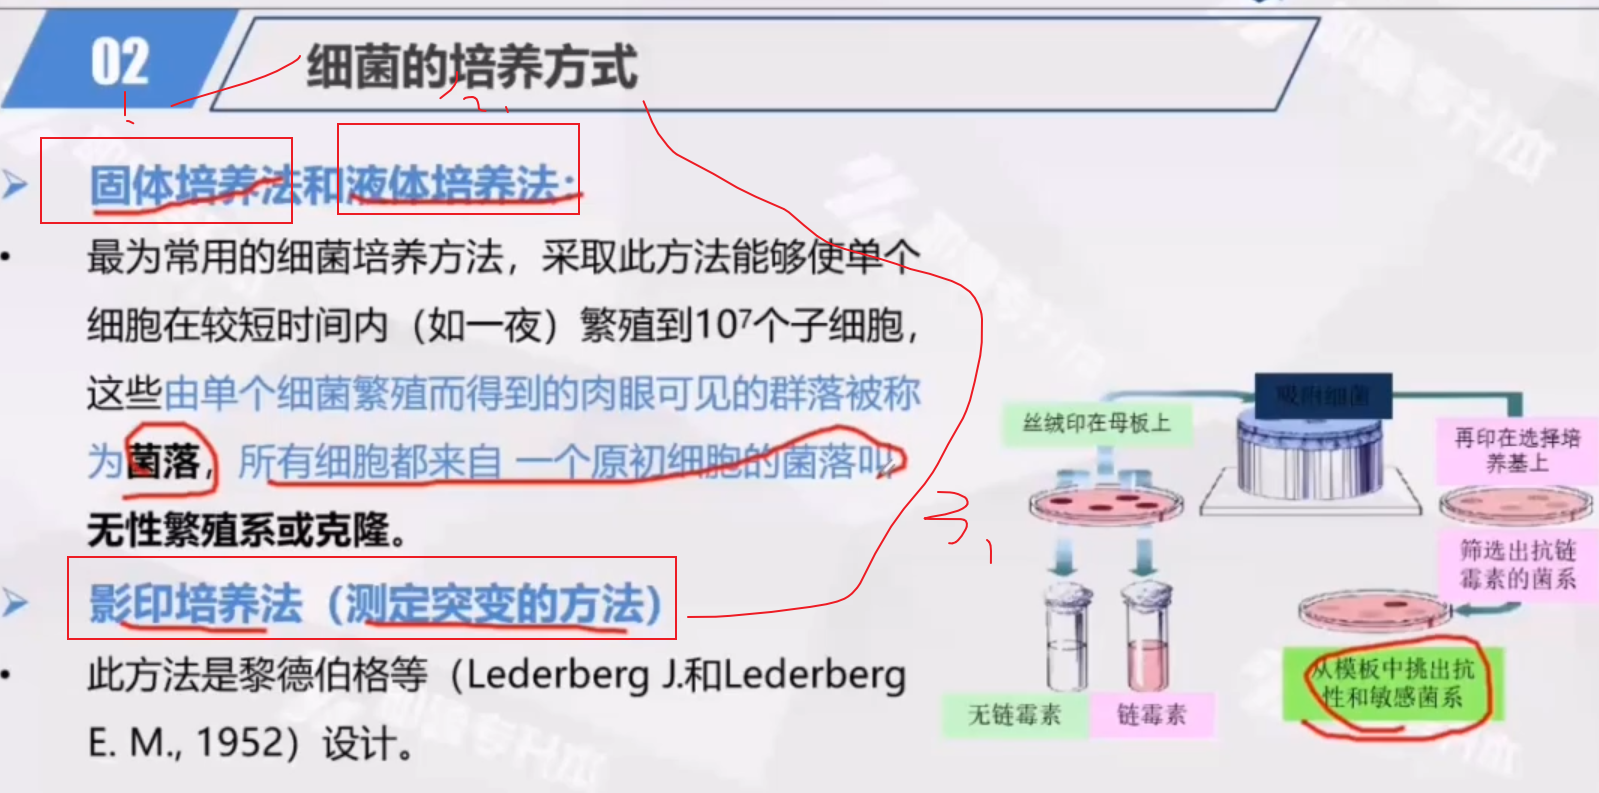 02
细菌的培养方式
1、
2、
固体培养法和液体培养法：
最为常用的细菌培养方法，采取此方法能够使单个
细胞在较短时间内（如一夜）繁殖到10⁷个子细胞，
这些由单个细菌繁殖而得到的肉眼可见的群落被称
为菌落，所有细胞都来自 一个原初细胞的菌落叫
无性繁殖系或克隆。
3、
影印培养法（测定突变的方法）
此方法是黎德伯格等（Lederberg J.和Lederberg
E. M., 1952）设计。
丝绒印在母板上
吸附细菌
再印在选择培
养基上
筛选出抗链
霉素的菌系
从模板中挑出抗
性和敏感菌系
无链霉素
链霉素
专升本